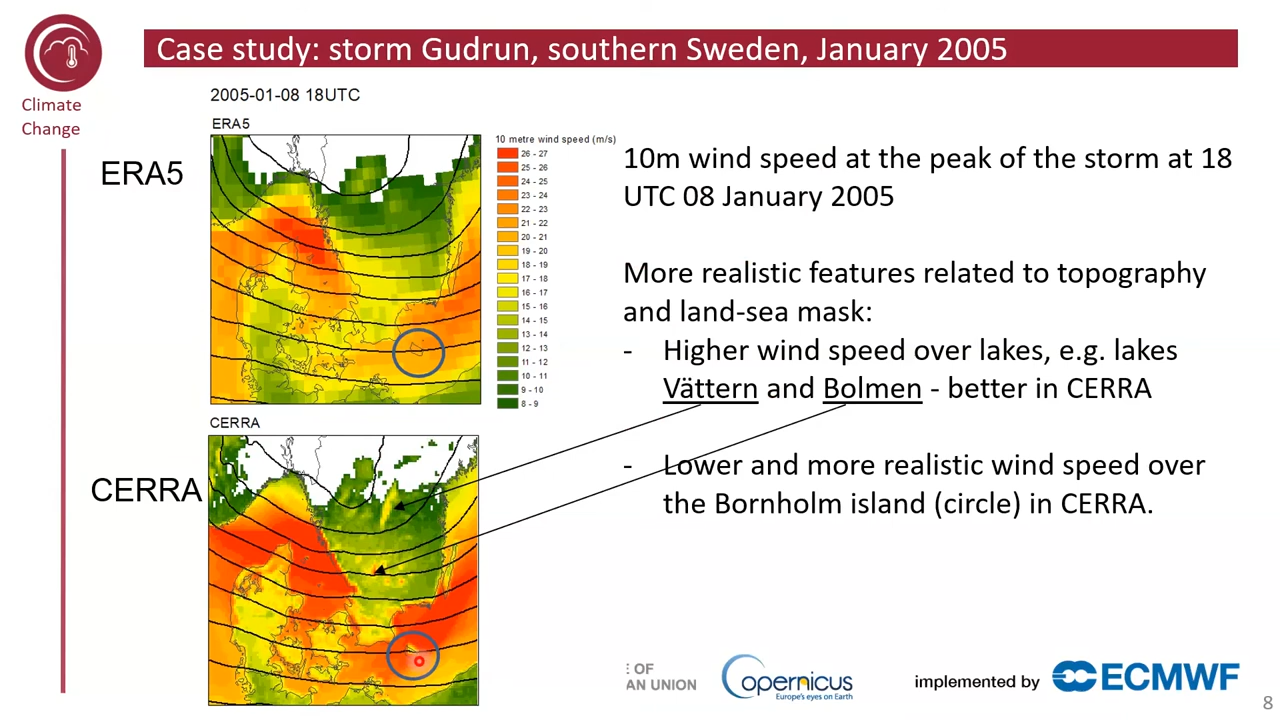 Case study: storm Gudrun, southern Sweden, January 2005
Climate
Change
2005-01-08 18UTC
ERA5
ERA5
10 metre wind speed (m/s)
26 - 27
25 - 26
24 - 25
23 - 24
22 - 23
21 - 22
20 - 21
19 - 20
18 - 19
17 - 18
16 - 17
15 - 16
14 - 15
13 - 14
12 - 13
11 - 12
10 - 11
9 - 10
8 - 9
CERRA
CERRA
10m wind speed at the peak of the storm at 18
UTC 08 January 2005
More realistic features related to topography
and land-sea mask:
- Higher wind speed over lakes, e.g. lakes
Vättern and Bolmen - better in CERRA
- Lower and more realistic wind speed over
the Bornholm island (circle) in CERRA.
E OF
AN UNION
opernicus
Europe's eyes on Earth
implemented by
ECMWF
8